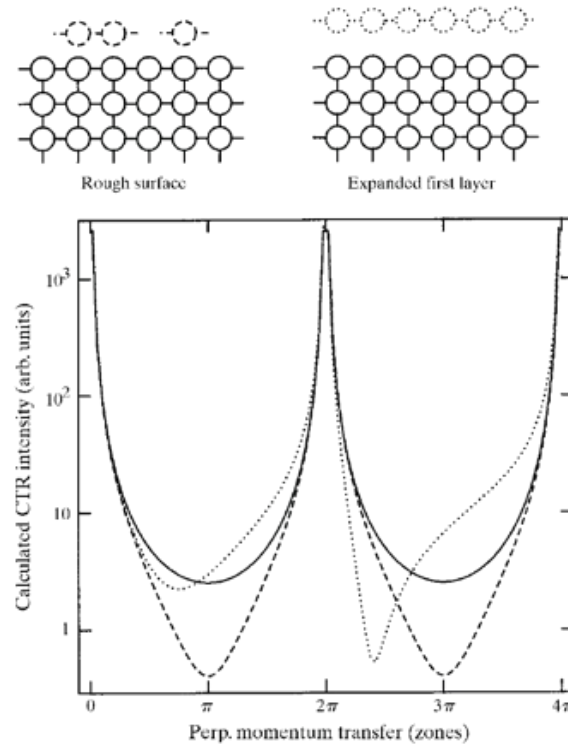 Rough surface
Expanded first layer
Calculated CTR intensity (arb. units)
10³
10²
10
1
0
π
2π
3π
4π
Perp. momentum transfer (zones)